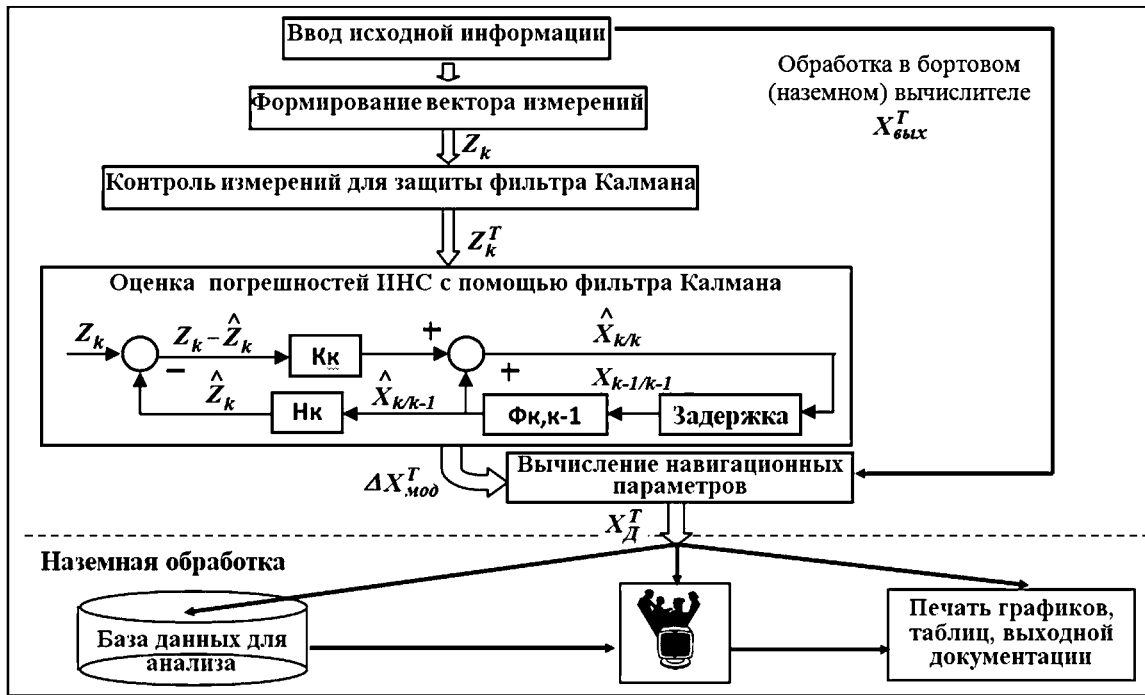 Ввод исходной информации
Обработка в бортовом
(наземном) вычислителе
X^T_вых
Формирование вектора измерений
Z_k
Контроль измерений для защиты фильтра Калмана
Z_k^T
Оценка погрешностей ИНС с помощью фильтра Калмана
Z_k
Z_k – Ẑ_k
Кк
+
X̂_k/k
–
+
Ẑ_k
Нк
X̂_k/k-1
Фк,к-1
X_k-1/k-1
Задержка
ΔX^T_мод
Вычисление навигационных
параметров
X^T_Д
Наземная обработка
База данных для
анализа
Печать графиков,
таблиц, выходной
документации